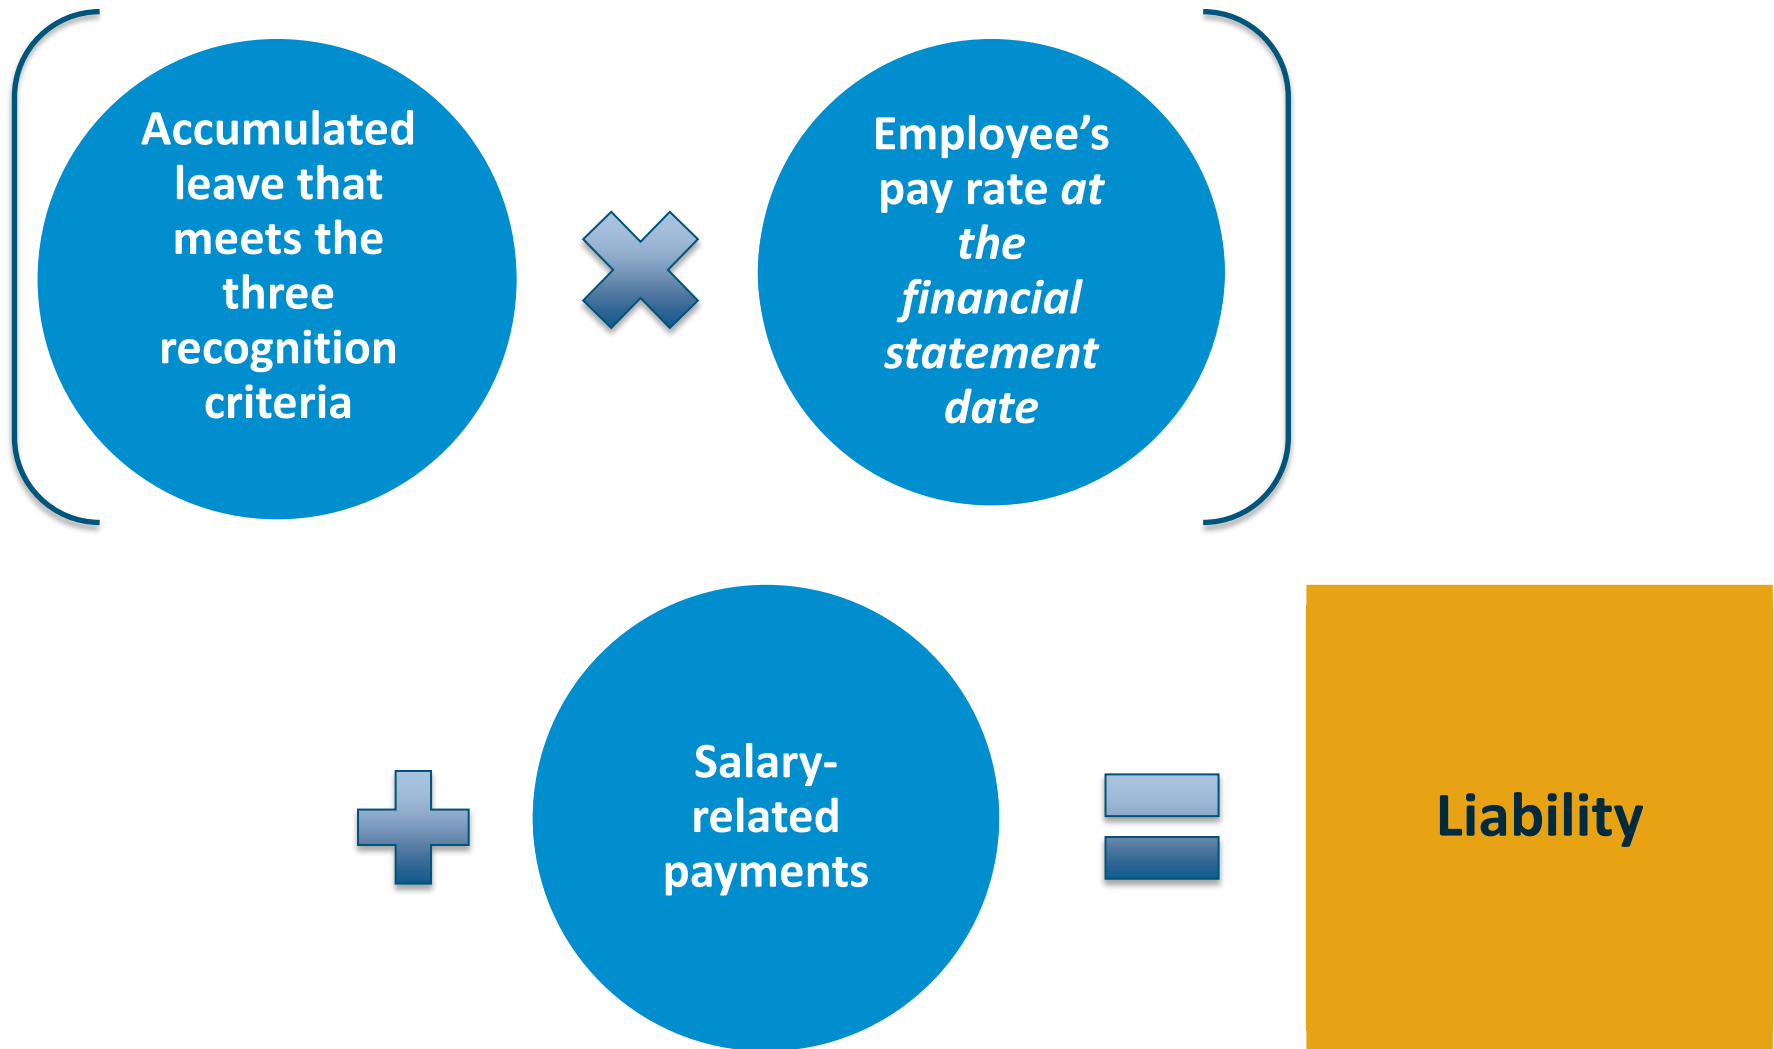 Accumulated
leave that
meets the
three
recognition
criteria
Employee’s
pay rate at
the
financial
statement
date
Salary-
related
payments
Liability